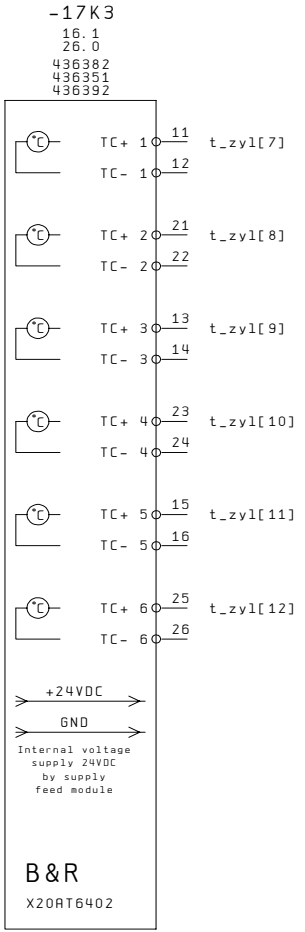 -17K3
16.1
26.0
436382
436351
436392
°C TC+ 1 11 t_zyl[7]
TC- 1 12
°C TC+ 2 21 t_zyl[8]
TC- 2 22
°C TC+ 3 13 t_zyl[9]
TC- 3 14
°C TC+ 4 23 t_zyl[10]
TC- 4 24
°C TC+ 5 15 t_zyl[11]
TC- 5 16
°C TC+ 6 25 t_zyl[12]
TC- 6 26
+24VDC
GND
Internal voltage
supply 24VDC
by supply
feed module
B&R
X20AT6402